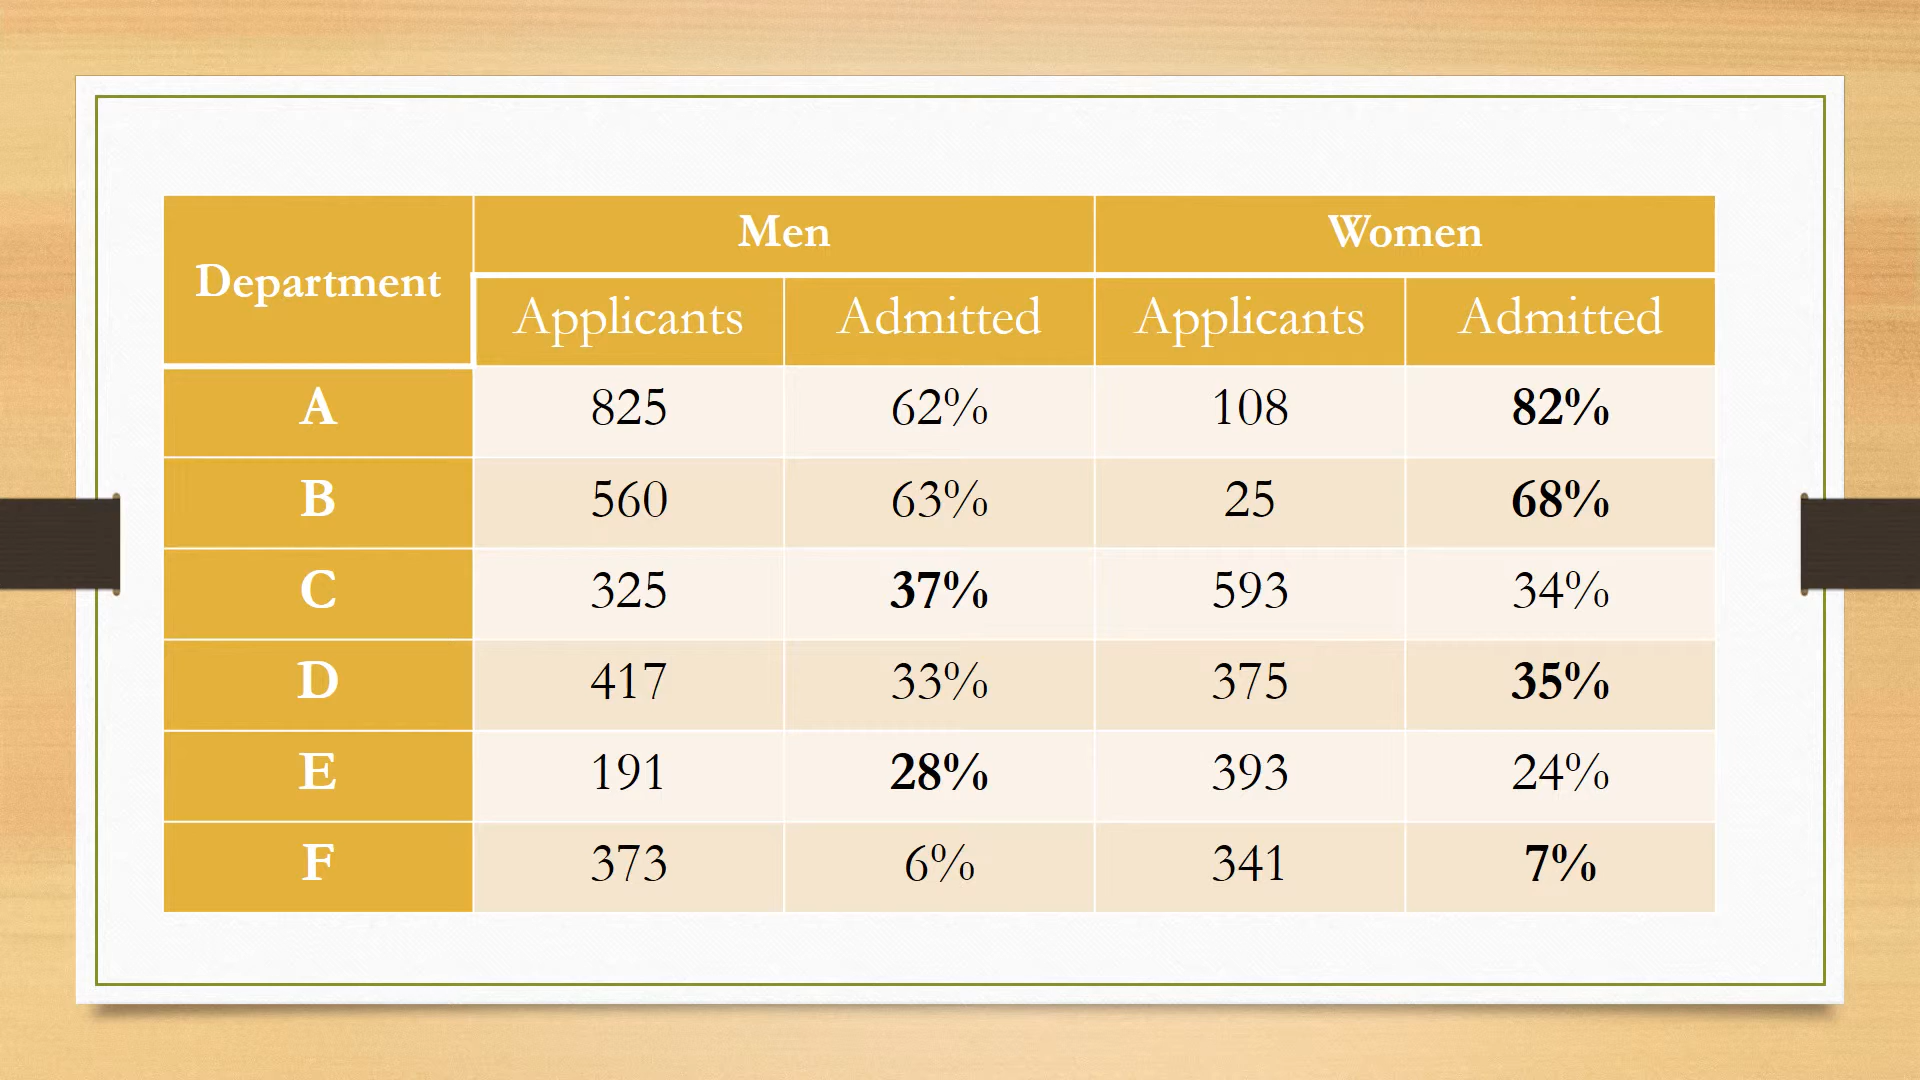 Department Men Women
Applicants Admitted Applicants Admitted
A 825 62% 108 82%
B 560 63% 25 68%
C 325 37% 593 34%
D 417 33% 375 35%
E 191 28% 393 24%
F 373 6% 341 7%